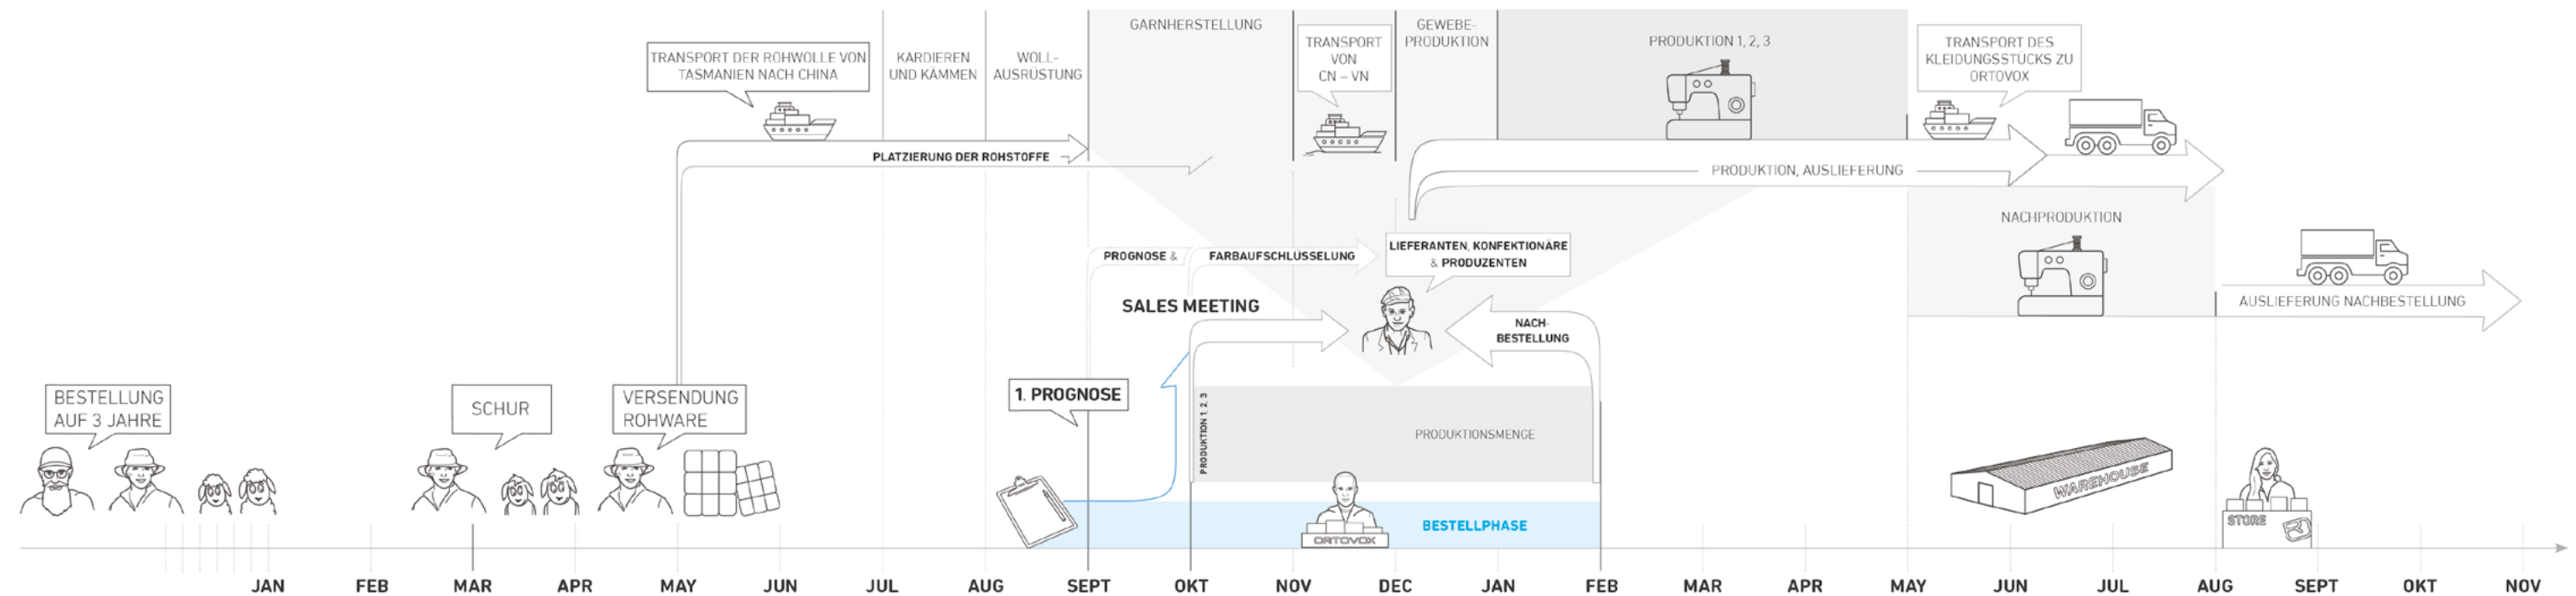 GARNHERSTELLUNG
GEWEBE-
PRODUKTION
TRANSPORT
VON
CN – VN
PRODUKTION 1, 2, 3
TRANSPORT DES
KLEIDUNGSSTÜCKS ZU
ORTOVOX
TRANSPORT DER ROHWOLLE VON
TASMANIEN NACH CHINA
KARDIEREN
UND KÄMMEN
WOLL-
AUSRÜSTUNG
PLATZIERUNG DER ROHSTOFFE
PRODUKTION, AUSLIEFERUNG
NACHPRODUKTION
PROGNOSE &
FARBAUFSCHLÜSSELUNG
LIEFERANTEN, KONFEKTIONÄRE
& PRODUZENTEN
SALES MEETING
NACH-
BESTELLUNG
AUSLIEFERUNG NACHBESTELLUNG
BESTELLUNG
AUF 3 JAHRE
SCHUR
VERSENDUNG
ROHWARE
1. PROGNOSE
PRODUKTION 1, 2, 3
PRODUKTIONSMENGE
WAREHOUSE
BESTELLPHASE
ORTOVOX
STORE
JAN FEB MAR APR MAY JUN JUL AUG SEPT OKT NOV DEC JAN FEB MAR APR MAY JUN JUL AUG SEPT OKT NOV